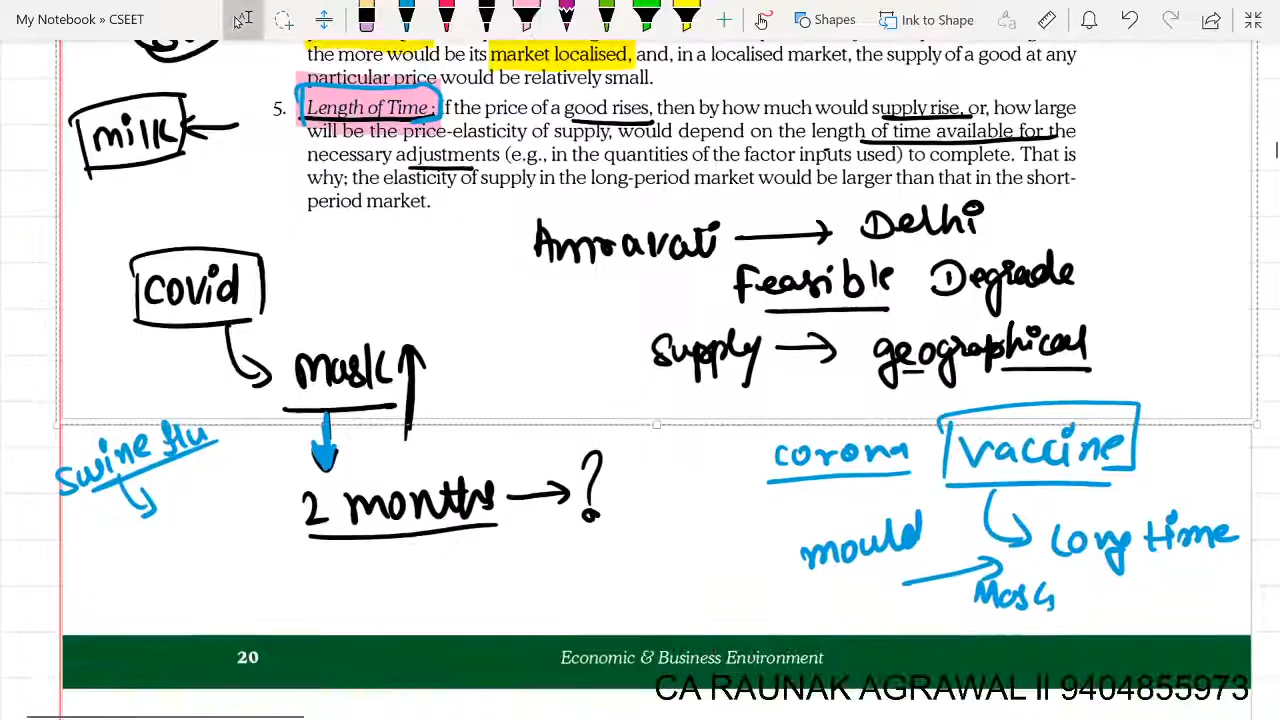 My Notebook » CSEET
Shapes
Ink to Shape
the more would be its market localised, and, in a localised market, the supply of a good at any
particular price would be relatively small.
5. Length of Time : If the price of a good rises, then by how much would supply rise, or, how large
will be the price-elasticity of supply, would depend on the length of time available for the
necessary adjustments (e.g., in the quantities of the factor inputs used) to complete. That is
why; the elasticity of supply in the long-period market would be larger than that in the short-
period market.
milk
Amravati → Delhi
Feasible Degrade
covid
Supply → geographical
mask
corona vaccine
swine flu
2 months → ?
mould
Long time
Mask
20
Economic & Business Environment
CA RAUNAK AGRAWAL II 9404855973